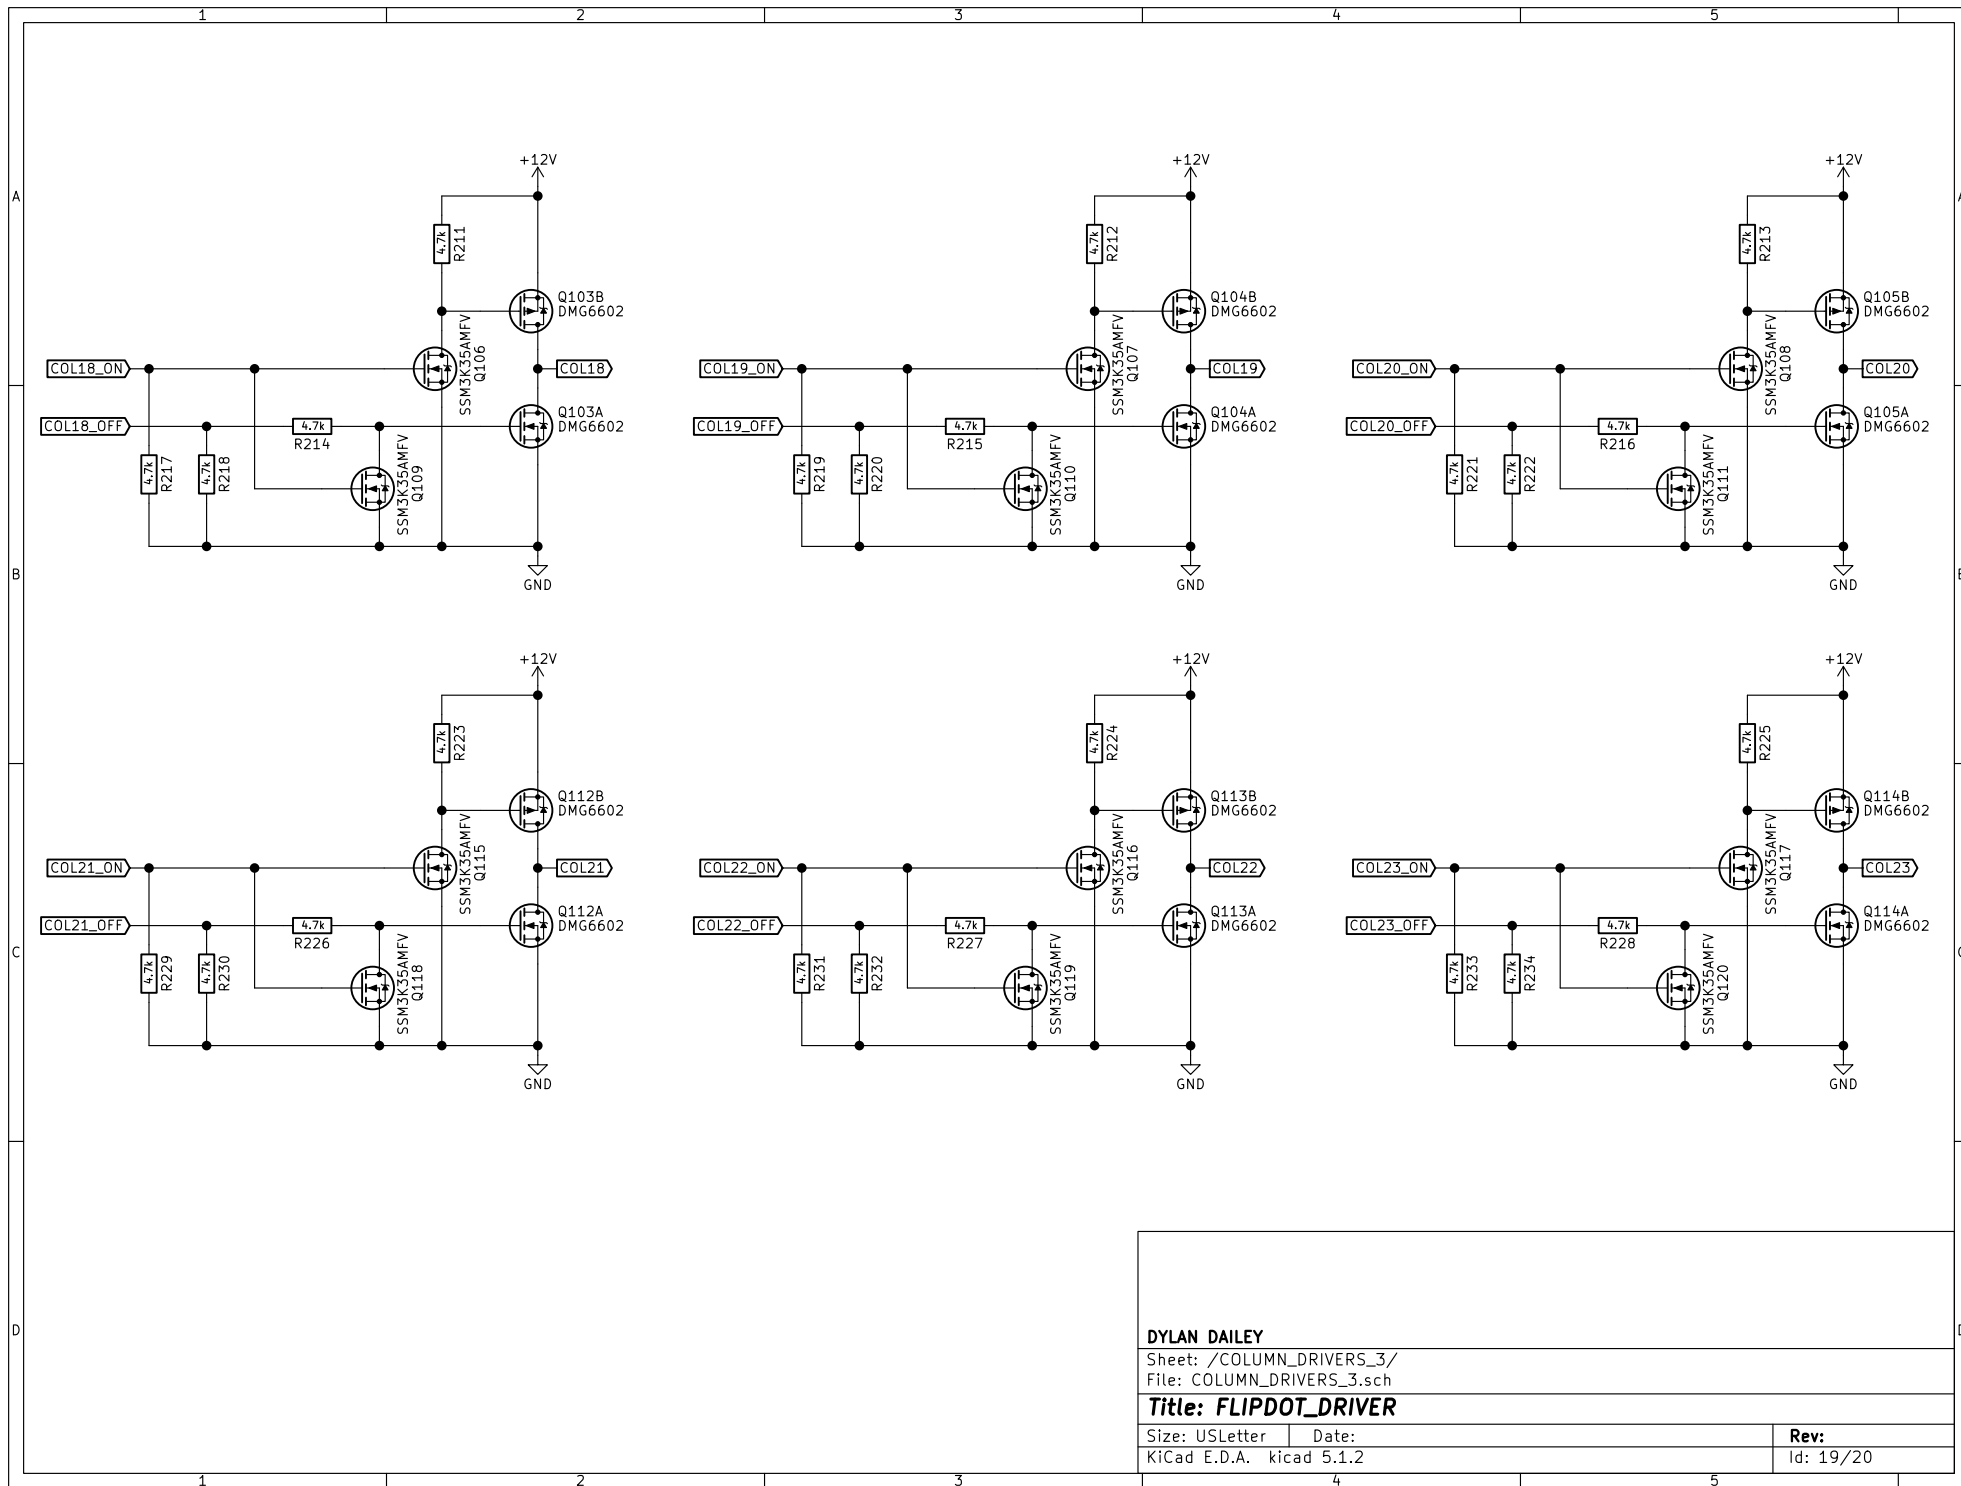 1 2 3 4 5
A
A
B
B
C
C
D
D
+12V
4.7k
R211
Q103B
DMG6602
SSM3K35AMFV
Q106
COL18_ON
COL18
Q103A
DMG6602
COL18_OFF
4.7k
R214
4.7k
R217
4.7k
R218
SSM3K35AMFV
Q109
GND
+12V
4.7k
R212
Q104B
DMG6602
SSM3K35AMFV
Q107
COL19_ON
COL19
Q104A
DMG6602
COL19_OFF
4.7k
R215
4.7k
R219
4.7k
R220
SSM3K35AMFV
Q110
GND
+12V
4.7k
R213
Q105B
DMG6602
SSM3K35AMFV
Q108
COL20_ON
COL20
Q105A
DMG6602
COL20_OFF
4.7k
R216
4.7k
R221
4.7k
R222
SSM3K35AMFV
Q111
GND
+12V
4.7k
R223
Q112B
DMG6602
SSM3K35AMFV
Q115
COL21_ON
COL21
Q112A
DMG6602
COL21_OFF
4.7k
R226
4.7k
R229
4.7k
R230
SSM3K35AMFV
Q118
GND
+12V
4.7k
R224
Q113B
DMG6602
SSM3K35AMFV
Q116
COL22_ON
COL22
Q113A
DMG6602
COL22_OFF
4.7k
R227
4.7k
R231
4.7k
R232
SSM3K35AMFV
Q119
GND
+12V
4.7k
R225
Q114B
DMG6602
SSM3K35AMFV
Q117
COL23_ON
COL23
Q114A
DMG6602
COL23_OFF
4.7k
R228
4.7k
R233
4.7k
R234
SSM3K35AMFV
Q120
GND
DYLAN DAILEY
Sheet: /COLUMN_DRIVERS_3/
File: COLUMN_DRIVERS_3.sch
Title: FLIPDOT_DRIVER
Size: USLetter Date: Rev:
KiCad E.D.A. kicad 5.1.2 Id: 19/20
1 2 3 4 5